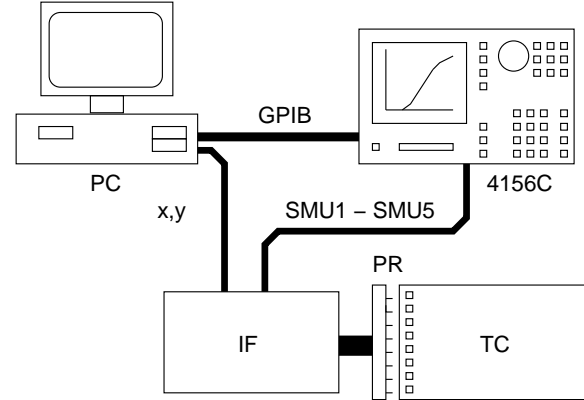 GPIB
PC
4156C
x,y
SMU1 – SMU5
PR
IF
TC